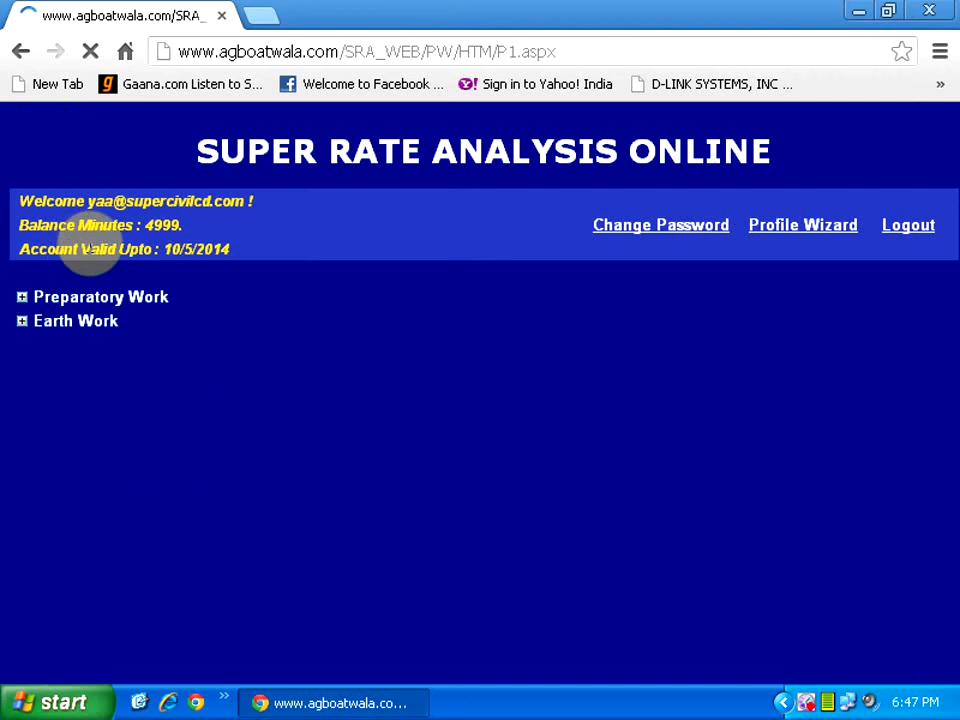 www.agboatwala.com/SRA_
www.agboatwala.com/SRA_WEB/PW/HTM/P1.aspx
New Tab
Gaana.com Listen to S...
Welcome to Facebook ...
Sign in to Yahoo! India
D-LINK SYSTEMS, INC ...
»
SUPER RATE ANALYSIS ONLINE
Welcome yaa@supercivilcd.com !
Balance Minutes : 4999.
Account Valid Upto : 10/5/2014
Change Password
Profile Wizard
Logout
Preparatory Work
Earth Work
start
»
www.agboatwala.co...
6:47 PM